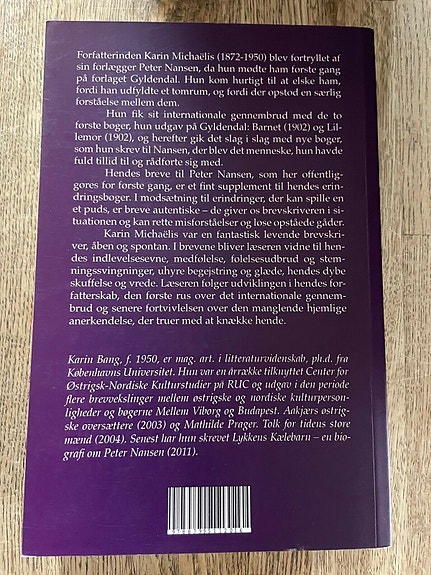 Forfatterinden Karin Michaëlis (1872-1950) blev fortryllet af
sin forlægger Peter Nansen, da hun mødte ham første gang
på forlaget Gyldendal. Hun kom hurtigt til at elske ham,
fordi han udfyldte et tomrum, og fordi der opstod en særlig
forståelse mellem dem.
Hun fik sit internationale gennembrud med de to
første bøger, hun udgav på Gyldendal: Barnet (1902) og Lil-
lemor (1902), og herefter gik det slag i slag med nye bøger,
som hun skrev til Nansen, der blev det menneske, hun havde
fuld tillid til og rådførte sig med.
Hendes breve til Peter Nansen, som her offentlig-
gøres for første gang, er et fint supplement til hendes erin-
dringsbøger. I modsætning til erindringer, der kan spille en
et puds, er breve autentiske – de giver os brevskriveren i si-
tuationen og kan rette misforståelser og løse opståede gåder.
Karin Michaëlis var en fantastisk levende brevskri-
ver, åben og spontan. I brevene bliver læseren vidne til hen-
des indlevelsesevne, medfølelse, følelsesudbrud og stem-
ningssvingninger, uhyre begejstring og glæde, hendes dybe
skuffelse og vrede. Læseren følger udviklingen i hendes for-
fatterskab, den første rus over det internationale gennem-
brud og senere fortvivlelsen over den manglende hjemlige
anerkendelse, der truer med at knække hende.
Karin Bang, f. 1950, er mag. art. i litteraturvidenskab, ph.d. fra
Københavns Universitet. Hun var en årrække tilknyttet Center for
Østrigsk-Nordiske Kulturstudier på RUC og udgav i den periode
flere brevvekslinger mellem østrigske og nordiske kulturperson-
ligheder og bøgerne Mellem Viborg og Budapest. Aakjærs østrig-
ske oversættere (2003) og Mathilde Prager. Tolk for tidens store
mænd (2004). Senest har hun skrevet Lykkens Kælebarn – en bio-
grafi om Peter Nansen (2011).